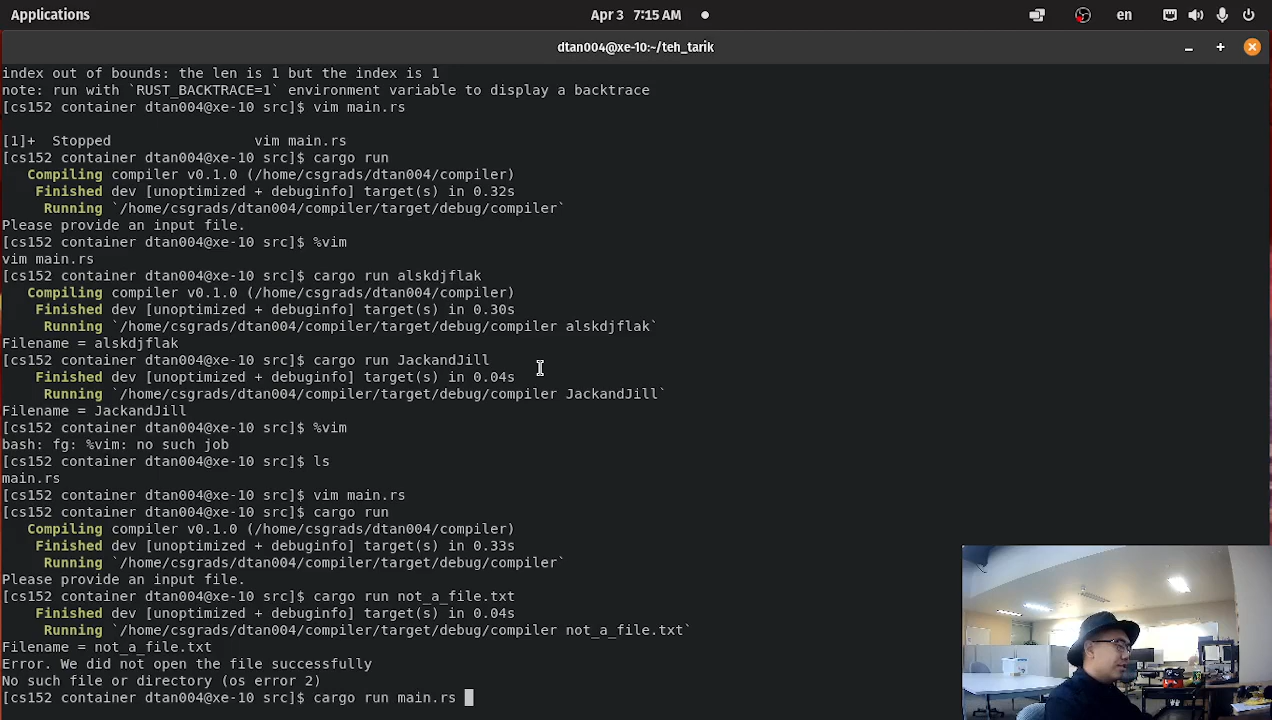 Applications
Apr 3 7:15 AM
en
dtan004@xe-10:~/teh_tarik
index out of bounds: the len is 1 but the index is 1
note: run with `RUST_BACKTRACE=1` environment variable to display a backtrace
[cs152 container dtan004@xe-10 src]$ vim main.rs
[1]+  Stopped                 vim main.rs
[cs152 container dtan004@xe-10 src]$ cargo run
   Compiling compiler v0.1.0 (/home/csgrads/dtan004/compiler)
    Finished dev [unoptimized + debuginfo] target(s) in 0.32s
     Running `/home/csgrads/dtan004/compiler/target/debug/compiler`
Please provide an input file.
[cs152 container dtan004@xe-10 src]$ %vim
vim main.rs
[cs152 container dtan004@xe-10 src]$ cargo run alskdjflak
   Compiling compiler v0.1.0 (/home/csgrads/dtan004/compiler)
    Finished dev [unoptimized + debuginfo] target(s) in 0.30s
     Running `/home/csgrads/dtan004/compiler/target/debug/compiler alskdjflak`
Filename = alskdjflak
[cs152 container dtan004@xe-10 src]$ cargo run JackandJill
    Finished dev [unoptimized + debuginfo] target(s) in 0.04s
     Running `/home/csgrads/dtan004/compiler/target/debug/compiler JackandJill`
Filename = JackandJill
[cs152 container dtan004@xe-10 src]$ %vim
bash: fg: %vim: no such job
[cs152 container dtan004@xe-10 src]$ ls
main.rs
[cs152 container dtan004@xe-10 src]$ vim main.rs
[cs152 container dtan004@xe-10 src]$ cargo run
   Compiling compiler v0.1.0 (/home/csgrads/dtan004/compiler)
    Finished dev [unoptimized + debuginfo] target(s) in 0.33s
     Running `/home/csgrads/dtan004/compiler/target/debug/compiler`
Please provide an input file.
[cs152 container dtan004@xe-10 src]$ cargo run not_a_file.txt
    Finished dev [unoptimized + debuginfo] target(s) in 0.04s
     Running `/home/csgrads/dtan004/compiler/target/debug/compiler not_a_file.txt`
Filename = not_a_file.txt
Error. We did not open the file successfully
No such file or directory (os error 2)
[cs152 container dtan004@xe-10 src]$ cargo run main.rs